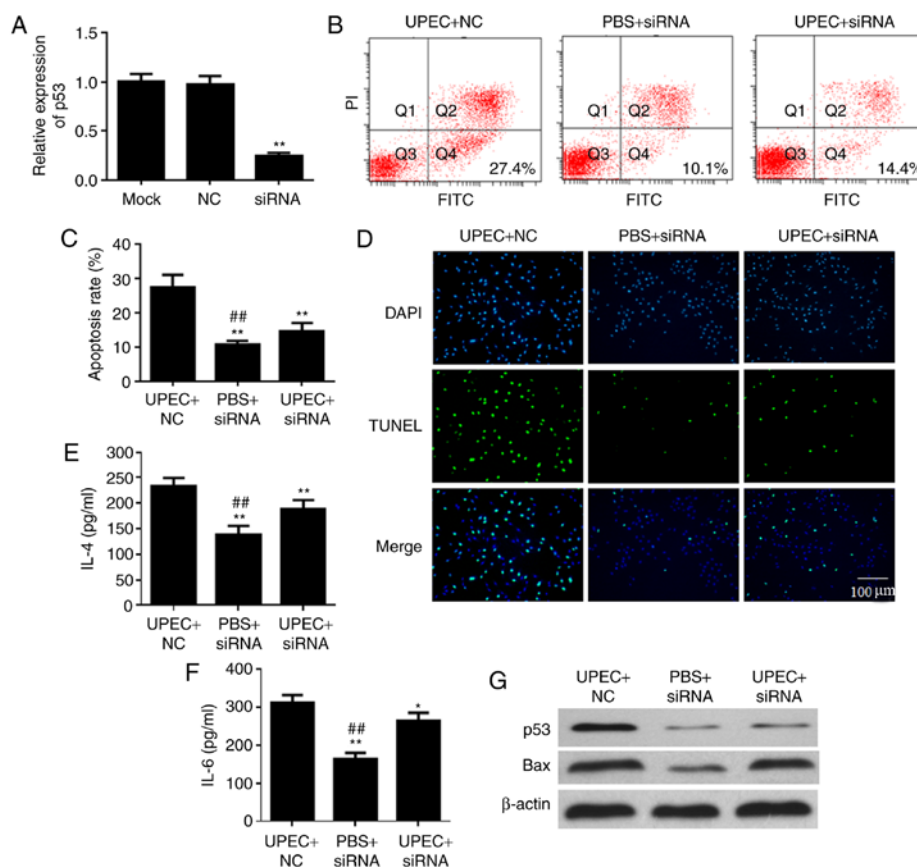 A
Relative expression
of p53
1.5
1.0
0.5
0.0
**
Mock
NC
siRNA
B
UPEC+NC
PBS+siRNA
UPEC+siRNA
PI
Q1
Q2
Q3
Q4
27.4%
FITC
Q1
Q2
Q3
Q4
10.1%
FITC
Q1
Q2
Q3
Q4
14.4%
FITC
C
Apoptosis rate (%)
40
30
20
10
0
##
**
**
UPEC+
NC
PBS+
siRNA
UPEC+
siRNA
D
UPEC+NC
PBS+siRNA
UPEC+siRNA
DAPI
TUNEL
Merge
100 μm
E
IL-4 (pg/ml)
300
250
200
150
100
50
0
##
**
**
UPEC+
NC
PBS+
siRNA
UPEC+
siRNA
F
IL-6 (pg/ml)
400
300
200
100
0
##
**
*
UPEC+
NC
PBS+
siRNA
UPEC+
siRNA
G
UPEC+
NC
PBS+
siRNA
UPEC+
siRNA
p53
Bax
β-actin